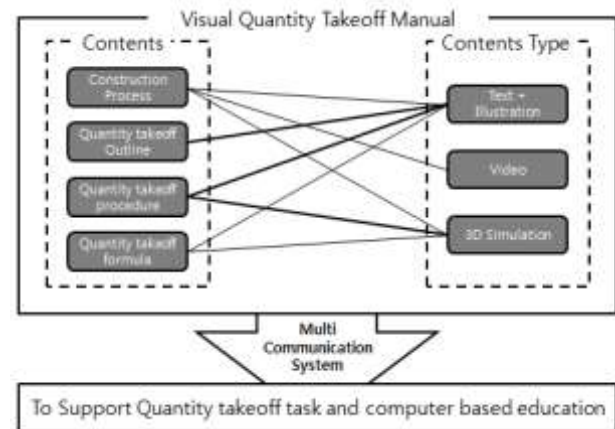 Visual Quantity Takeoff Manual
Contents
Construction
Process
Quantity takeoff
Outline
Quantity takeoff
procedure
Quantity takeoff
formula
Contents Type
Text +
Illustration
Video
3D Simulation
Multi
Communication
System
To Support Quantity takeoff task and computer based education